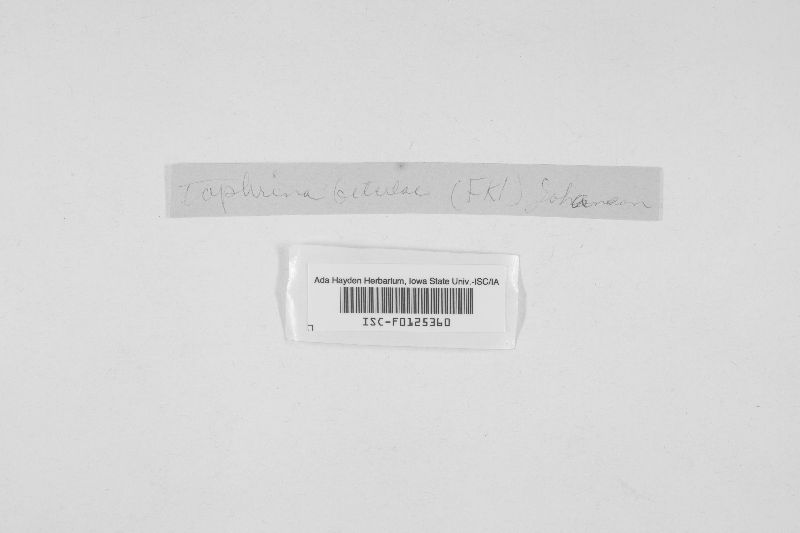 Taphrina betulae (FKl) Johanson
Ada Hayden Herbarium, Iowa State Univ.-ISC/IA
ISC-F0125360